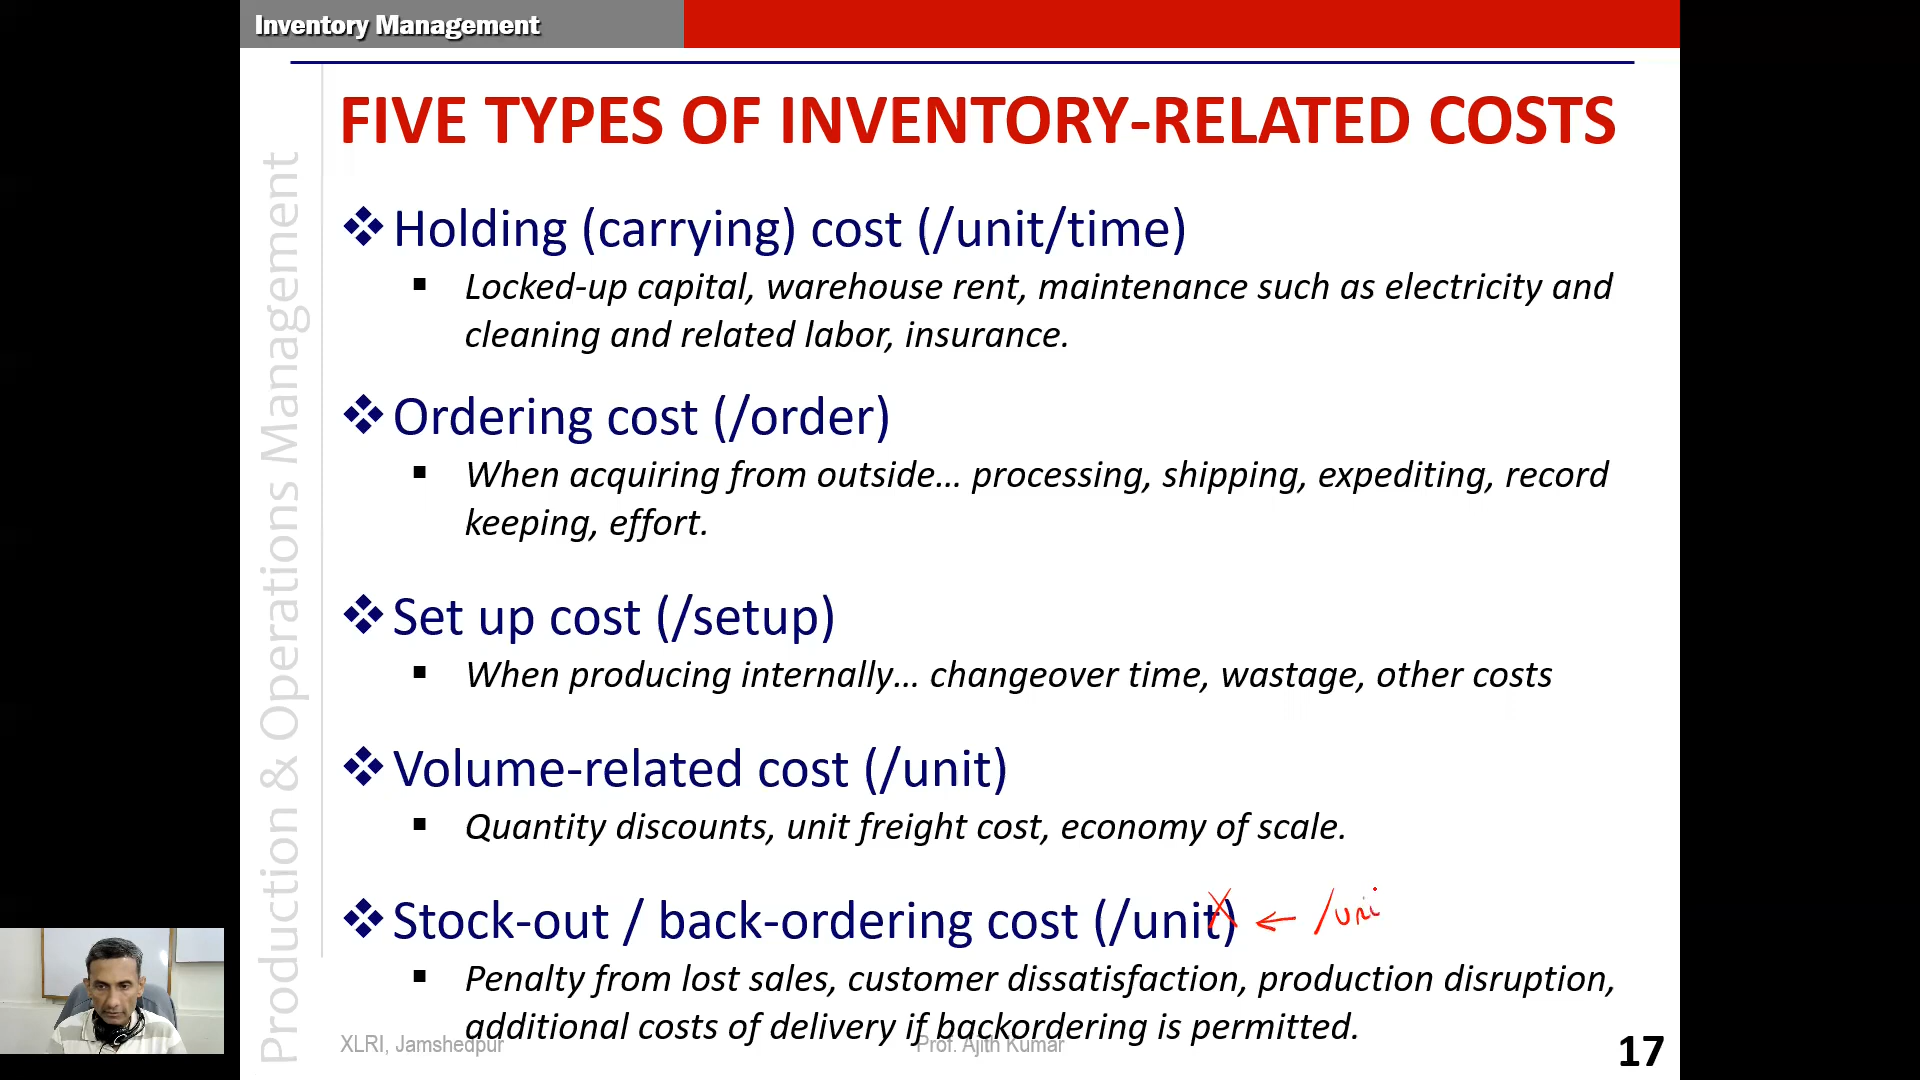 Inventory Management
FIVE TYPES OF INVENTORY-RELATED COSTS
Production & Operations Management
❖ Holding (carrying) cost (/unit/time)
▪ Locked-up capital, warehouse rent, maintenance such as electricity and
cleaning and related labor, insurance.
❖ Ordering cost (/order)
▪ When acquiring from outside... processing, shipping, expediting, record
keeping, effort.
❖ Set up cost (/setup)
▪ When producing internally... changeover time, wastage, other costs
❖ Volume-related cost (/unit)
▪ Quantity discounts, unit freight cost, economy of scale.
❖ Stock-out / back-ordering cost (/unit) ← /uni
▪ Penalty from lost sales, customer dissatisfaction, production disruption,
additional costs of delivery if backordering is permitted.
XLRI, Jamshedpur
Prof. Ajith Kumar
17